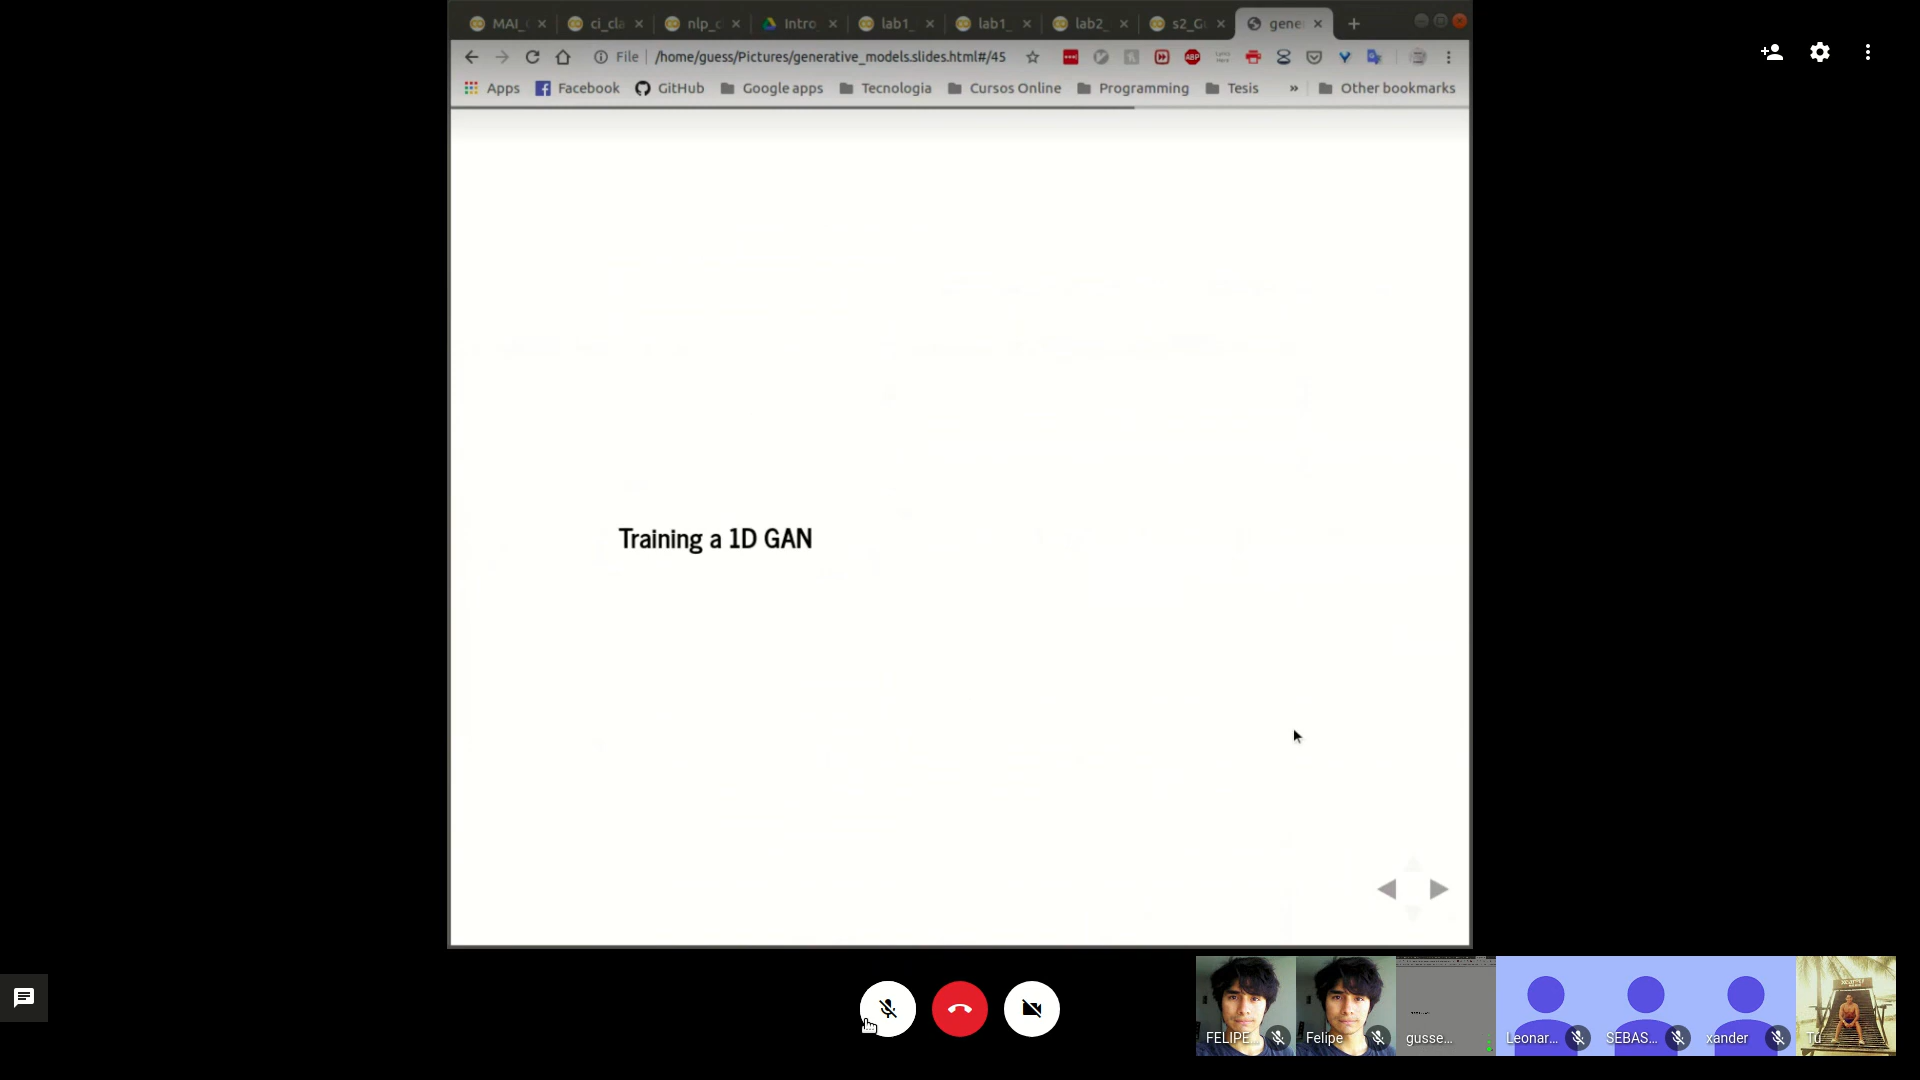 MAI_
ci_cla
nlp_c
Intro
lab1_
lab1_
lab2_
s2_G
gene
File
/home/guess/Pictures/generative_models.slides.html#/45
ABP
Apps
Facebook
GitHub
Google apps
Tecnologia
Cursos Online
Programming
Tesis
»
Other bookmarks
Training a 1D GAN
FELIPE...
Felipe
gusse...
Leonar...
SEBAS...
xander
Tú